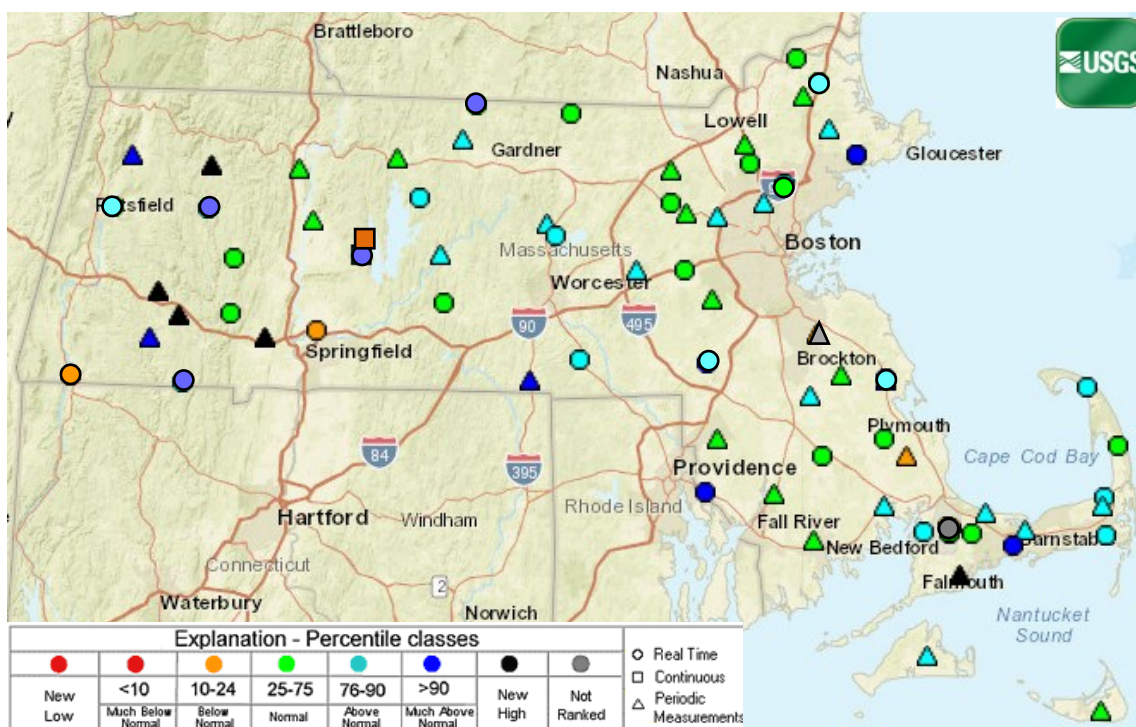 Brattleboro
USGS
Nashua
Lowell
Gardner
Gloucester
Pittsfield
Boston
Massachusetts
Worcester
90
495
Springfield
Brockton
Plymouth
84
395
Providence
Cape Cod Bay
Hartford
Windham
Rhode Island
Fall River
New Bedford
Barnstab
Connecticut
2
Falmouth
Waterbury
Norwich
Nantucket
Sound
Explanation - Percentile classes
<10 10-24 25-75 76-90 >90
New
Low
Much Below
Normal
Below
Normal
Normal
Above
Normal
Much Above
Normal
New
High
Not
Ranked
Real Time
Continuous
Periodic
Measurements